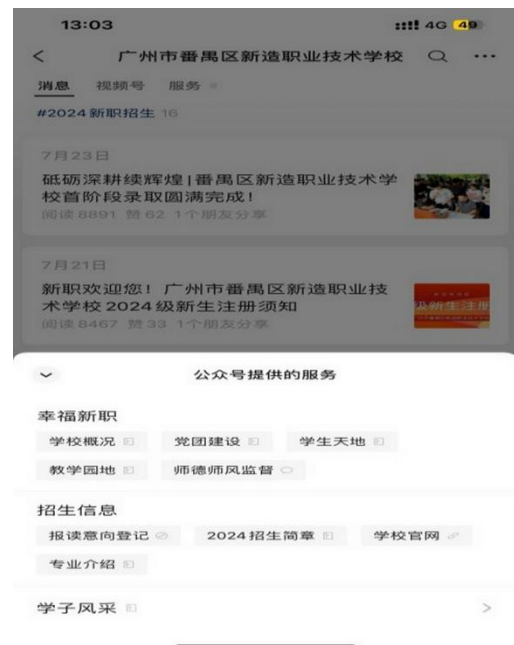 13:03
4G 49
广州市番禺区新造职业技术学校
消息 视频号 服务
#2024新职招生 16
7月23日
砥砺深耕续辉煌|番禺区新造职业技术学
校首阶段录取圆满完成!
阅读 8891 赞 62 1个朋友分享
7月21日
新职欢迎您! 广州市番禺区新造职业技
术学校2024级新生注册须知
级新生注册
阅读 8467 赞 33 1个朋友分享
公众号提供的服务
幸福新职
学校概况 党团建设 学生天地
教学园地 师德师风监督
招生信息
报读意向登记 2024招生简章 学校官网
专业介绍
学子风采